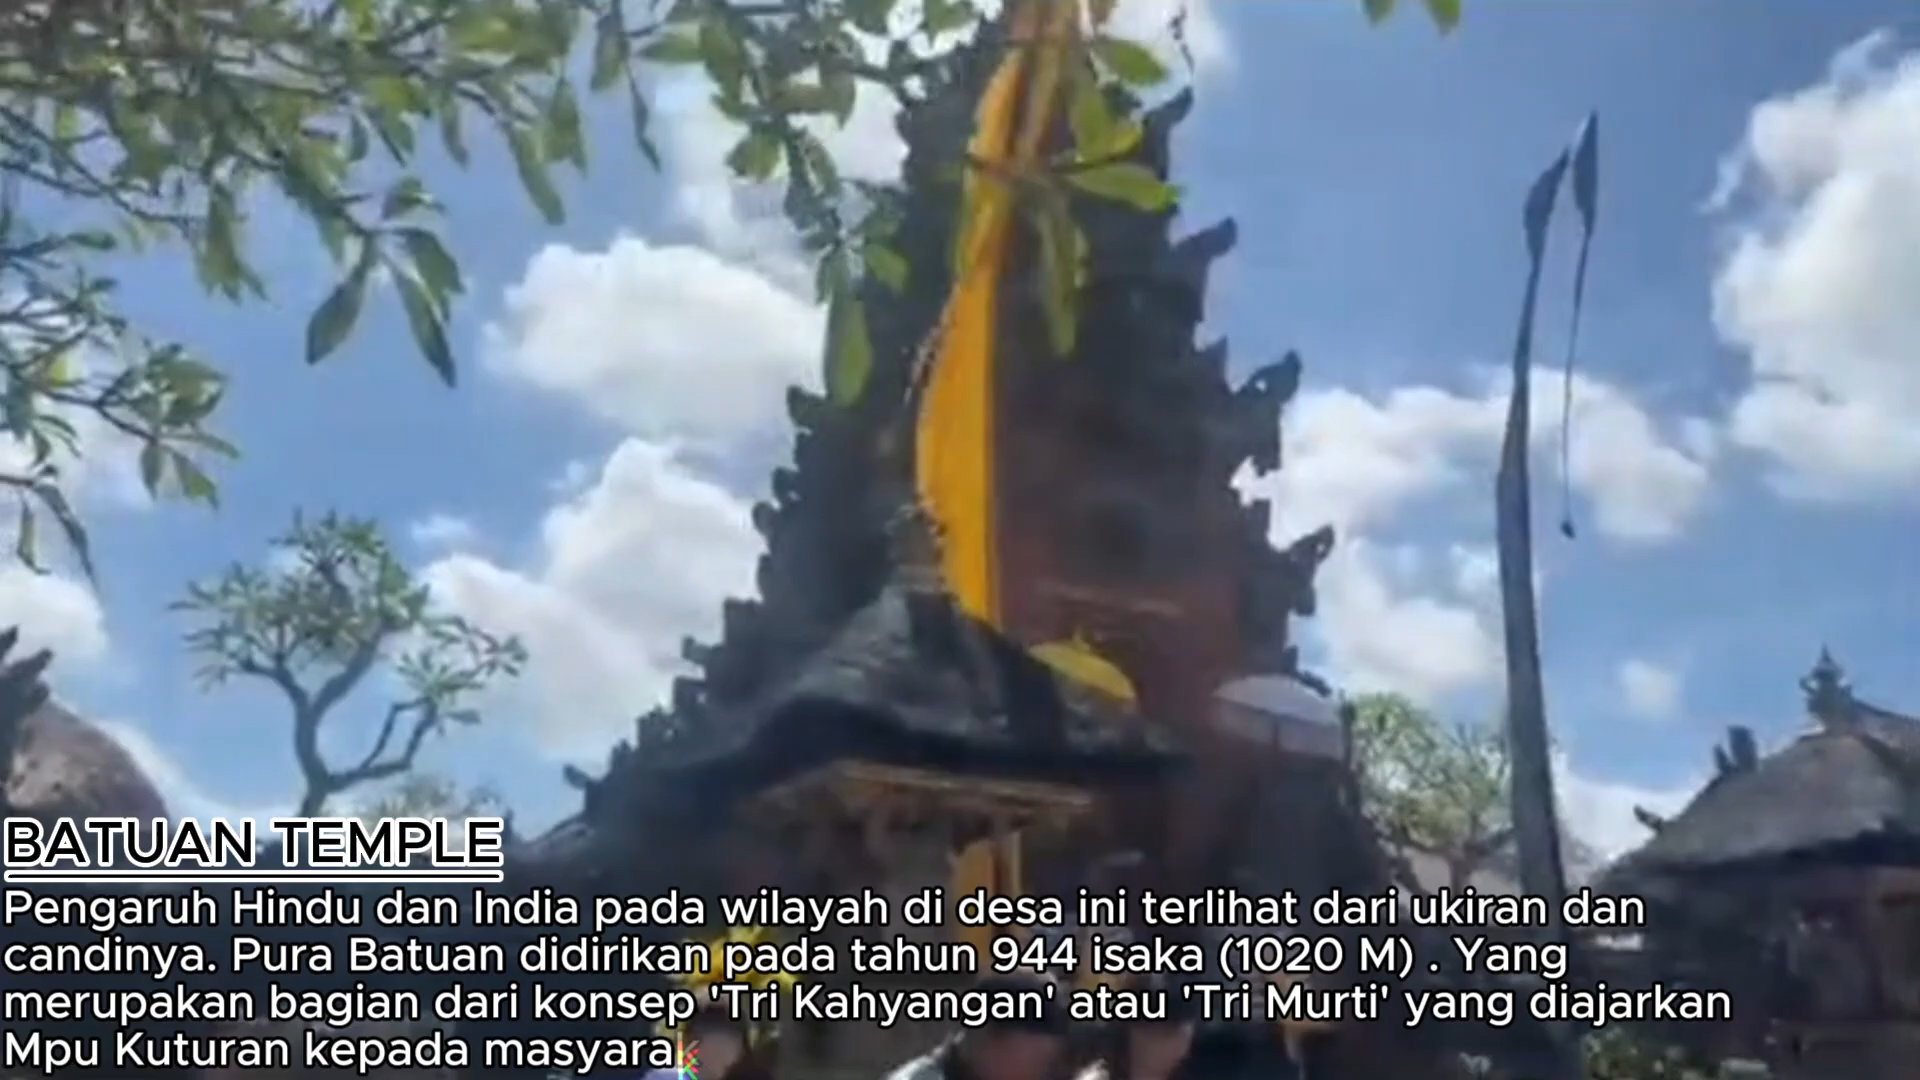 BATUAN TEMPLE
Pengaruh Hindu dan India pada wilayah di desa ini terlihat dari ukiran dan
candinya. Pura Batuan didirikan pada tahun 944 isaka (1020 M) . Yang
merupakan bagian dari konsep 'Tri Kahyangan' atau 'Tri Murti' yang diajarkan
Mpu Kuturan kepada masyarak